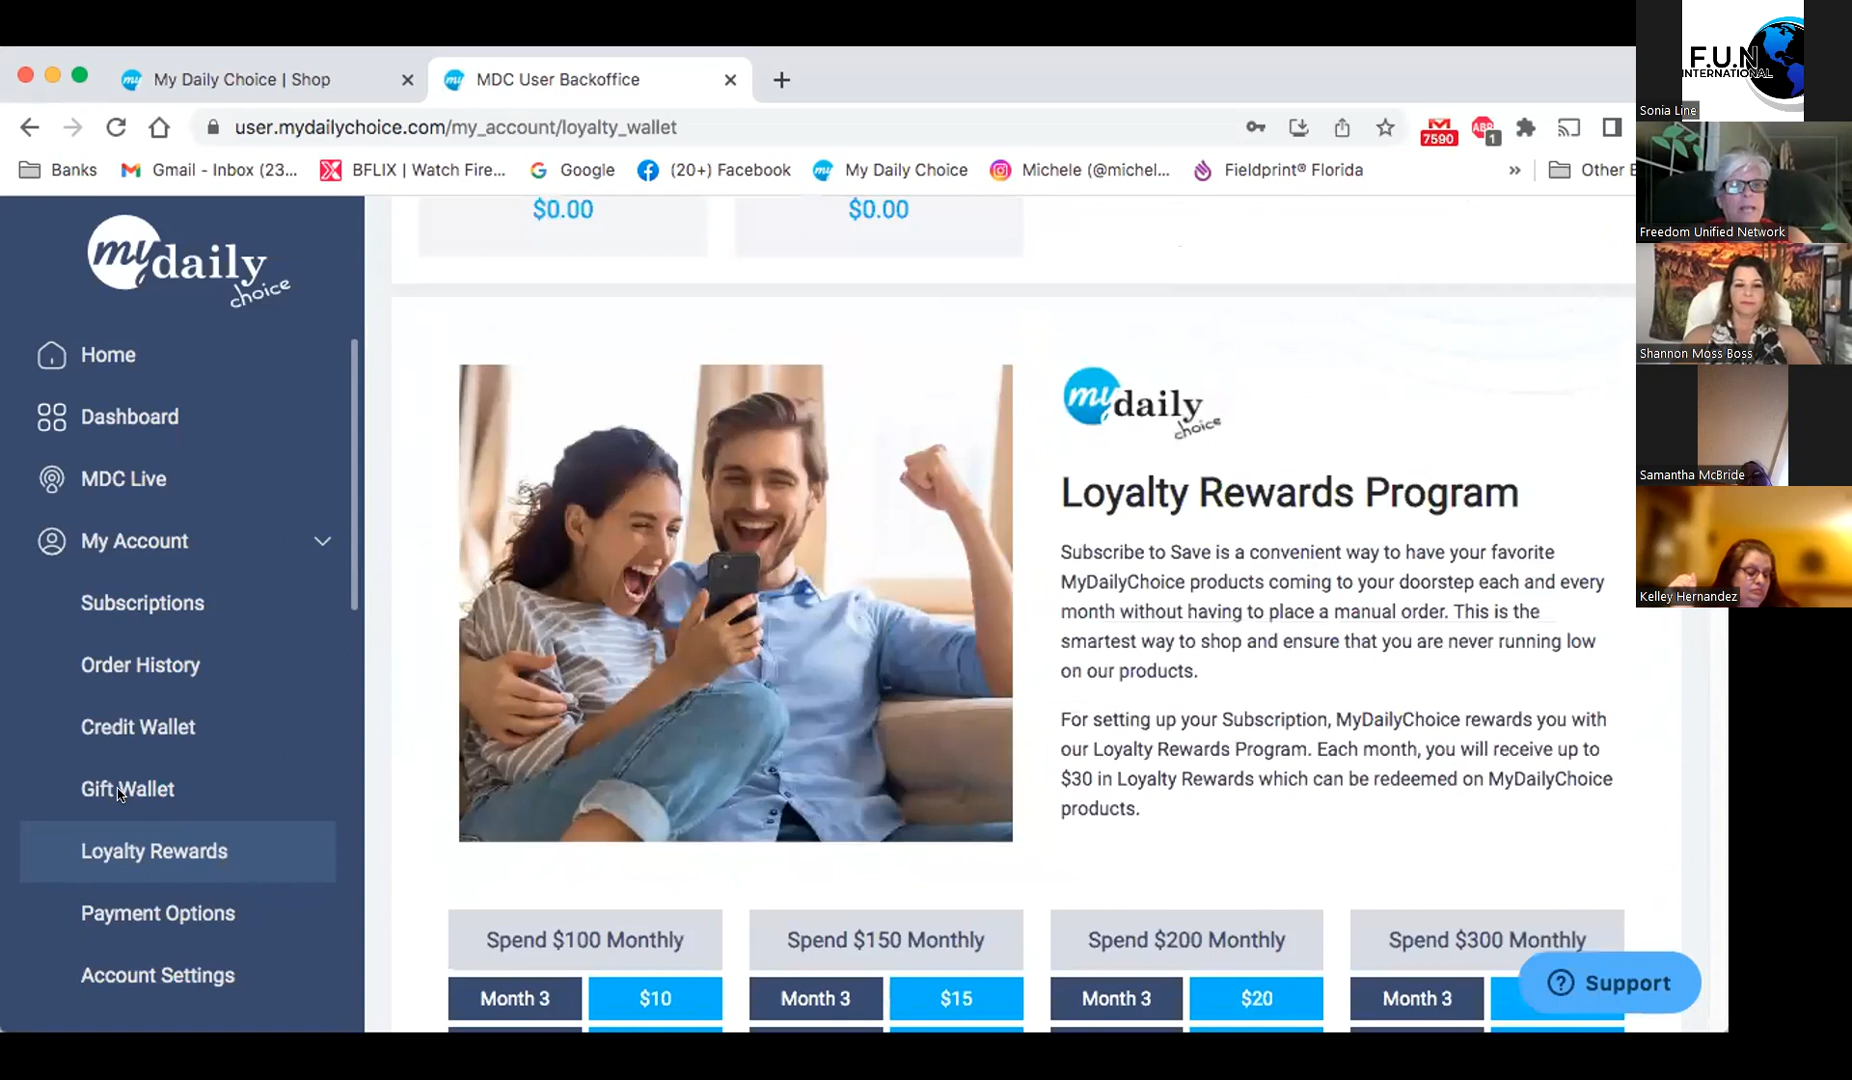 My Daily Choice | Shop
MDC User Backoffice
user.mydailychoice.com/my_account/loyalty_wallet
7590
ABP
1
Banks
Gmail - Inbox (23...
BFLIX | Watch Fire...
Google
(20+) Facebook
My Daily Choice
Michele (@michel...
Fieldprint® Florida
»
Other
my daily choice
Home
Dashboard
MDC Live
My Account
Subscriptions
Order History
Credit Wallet
Gift Wallet
Loyalty Rewards
Payment Options
Account Settings
$0.00
$0.00
my daily choice
Loyalty Rewards Program
Subscribe to Save is a convenient way to have your favorite
MyDailyChoice products coming to your doorstep each and every
month without having to place a manual order. This is the
smartest way to shop and ensure that you are never running low
on our products.
For setting up your Subscription, MyDailyChoice rewards you with
our Loyalty Rewards Program. Each month, you will receive up to
$30 in Loyalty Rewards which can be redeemed on MyDailyChoice
products.
Spend $100 Monthly
Spend $150 Monthly
Spend $200 Monthly
Spend $300 Monthly
Month 3
$10
Month 3
$15
Month 3
$20
Month 3
Support
F.U.N
INTERNATIONAL
Sonia Line
Freedom Unified Network
Shannon Moss Boss
Samantha McBride
Kelley Hernandez